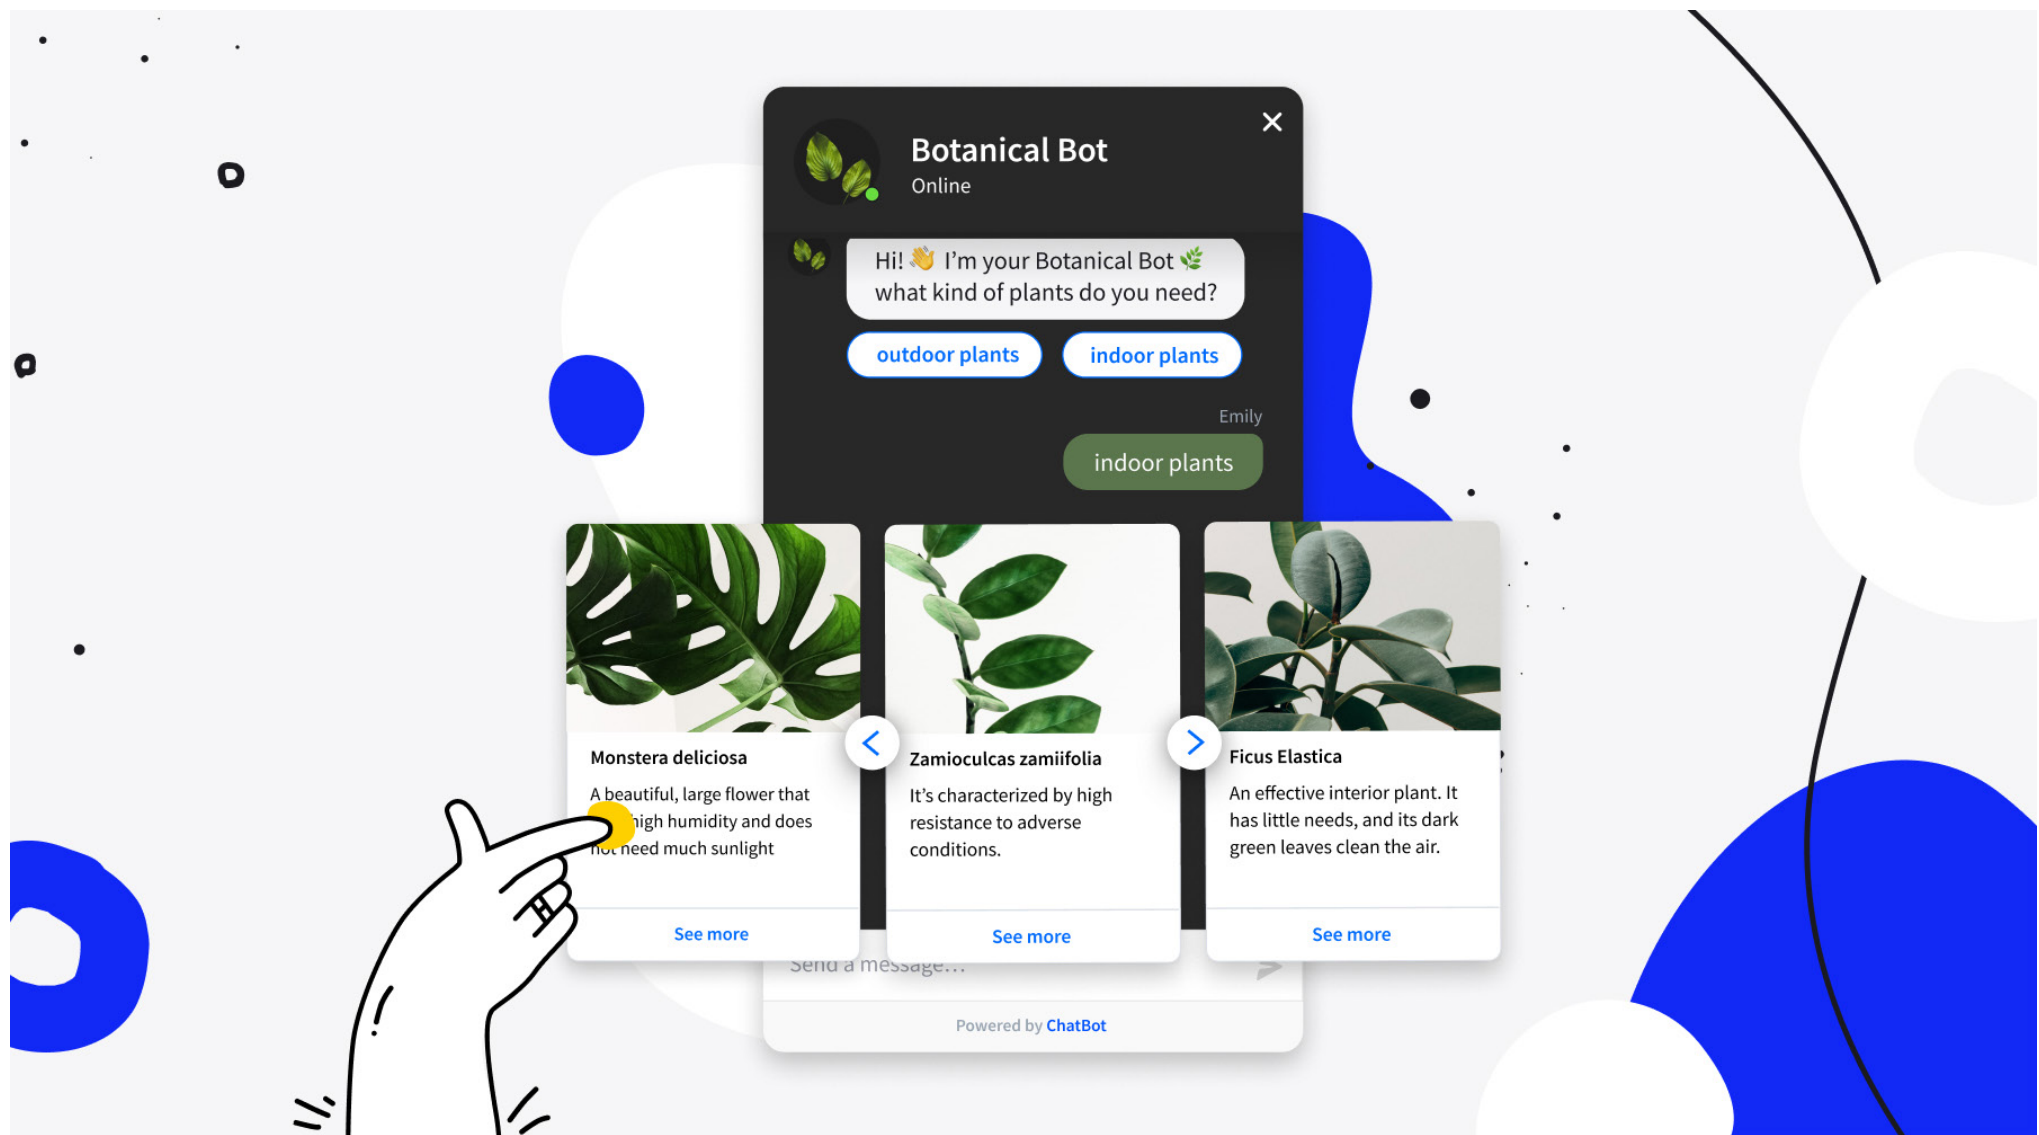 Botanical Bot
Online
Hi! 👋 I'm your Botanical Bot 🌿
what kind of plants do you need?
outdoor plants
indoor plants
Emily
indoor plants
Monstera deliciosa
A beautiful, large flower that
high humidity and does
not need much sunlight
See more
Zamioculcas zamiifolia
It's characterized by high
resistance to adverse
conditions.
See more
Ficus Elastica
An effective interior plant. It
has little needs, and its dark
green leaves clean the air.
See more
Send a message...
Powered by ChatBot